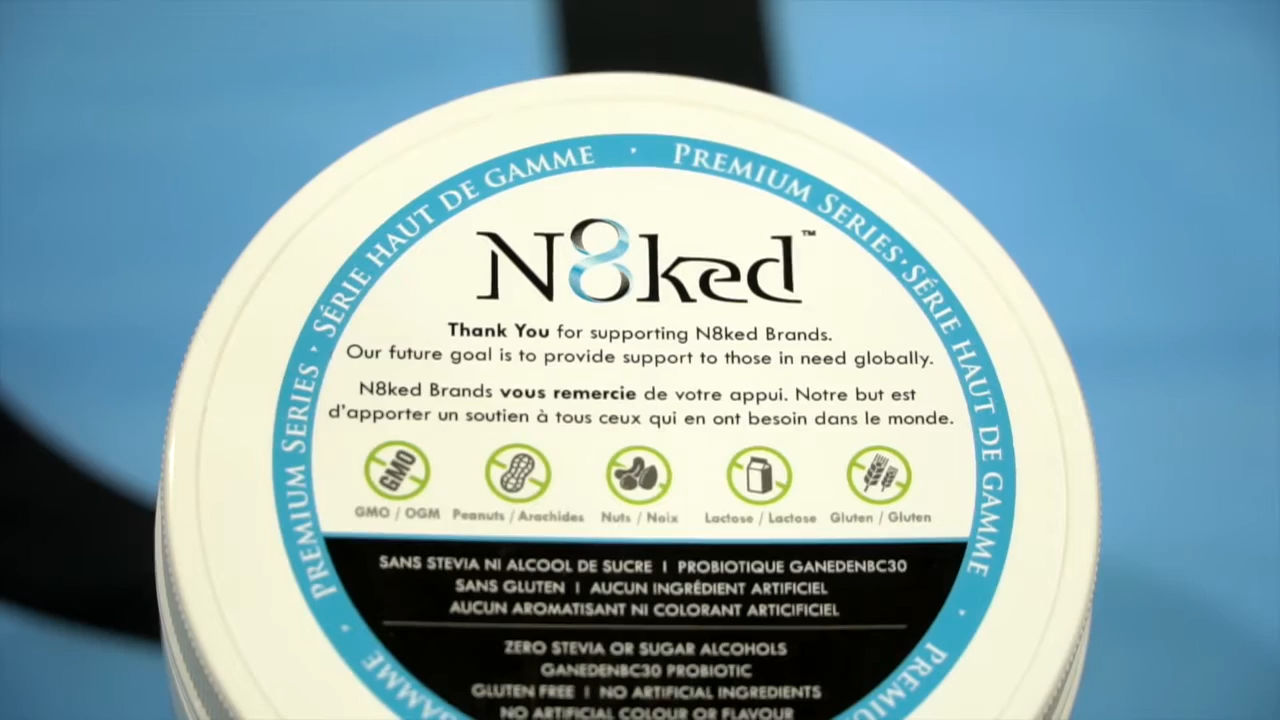 PREMIUM SERIES · SÉRIE HAUT DE GAMME · PREMIUM SERIES · SÉRIE HAUT DE GAMME ·
N8ked™
Thank You for supporting N8ked Brands.
Our future goal is to provide support to those in need globally.
N8ked Brands vous remercie de votre appui. Notre but est
d'apporter un soutien à tous ceux qui en ont besoin dans le monde.
GMO
GMO / OGM Peanuts / Arachides Nuts / Noix Lactose / Lactose Gluten / Gluten
SANS STEVIA NI ALCOOL DE SUCRE | PROBIOTIQUE GANEDENBC30
SANS GLUTEN | AUCUN INGRÉDIENT ARTIFICIEL
AUCUN AROMATISANT NI COLORANT ARTICIFICIEL
ZERO STEVIA OR SUGAR ALCOHOLS
GANEDENBC30 PROBIOTIC
GLUTEN FREE | NO ARTIFICIAL INGREDIENTS
NO ARTIFICIAL COLOUR OR FLAVOUR